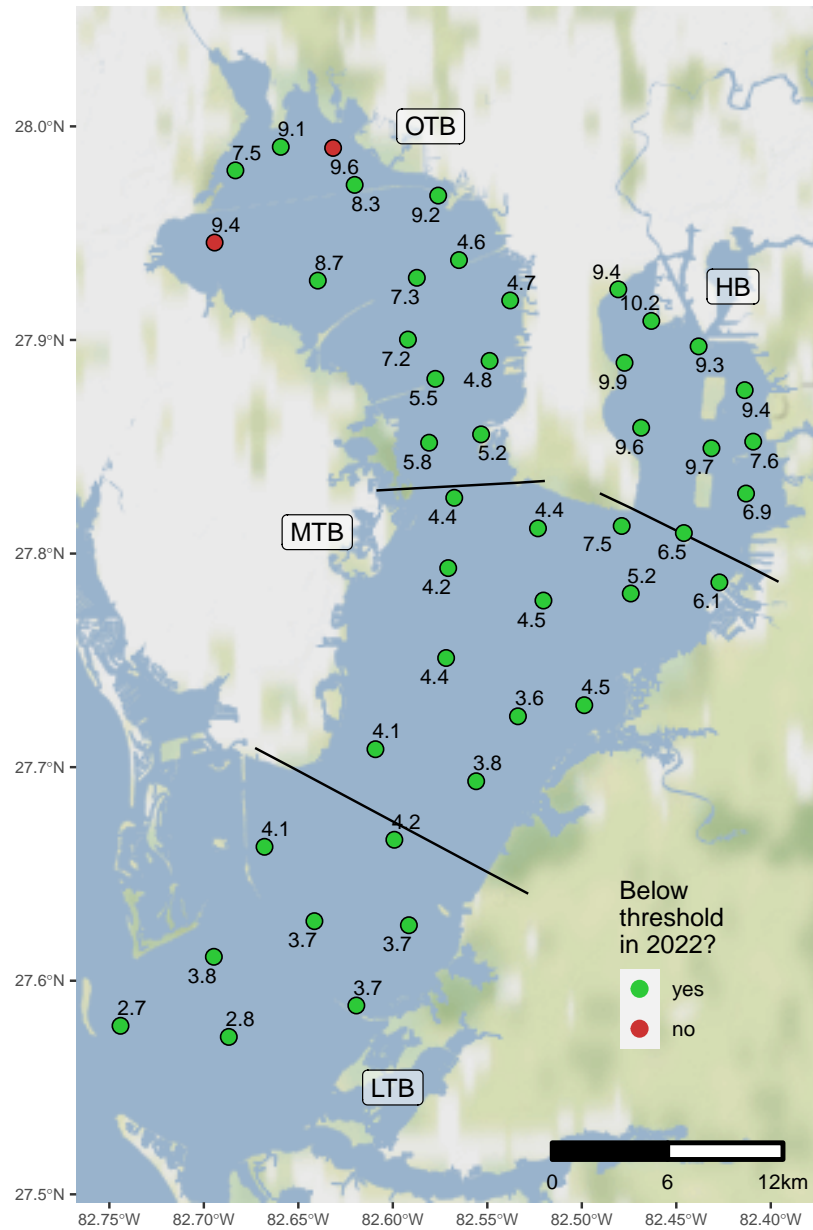 28.0°N
27.9°N
27.8°N
27.7°N
27.6°N
27.5°N
OTB
9.1
7.5
9.6
8.3
9.2
9.4
4.6
8.7
7.3
4.7
7.2
4.8
5.5
5.8
5.2
HB
9.4
10.2
9.3
9.9
9.4
9.6
9.7
7.6
6.9
MTB
4.4
4.4
7.5
6.5
4.2
4.5
5.2
6.1
4.4
3.6
4.5
4.1
3.8
4.2
4.1
3.7
3.7
3.8
3.7
2.7
2.8
LTB
Below
threshold
in 2022?
yes
no
0 6 12km
82.75°W 82.70°W 82.65°W 82.60°W 82.55°W 82.50°W 82.45°W 82.40°W